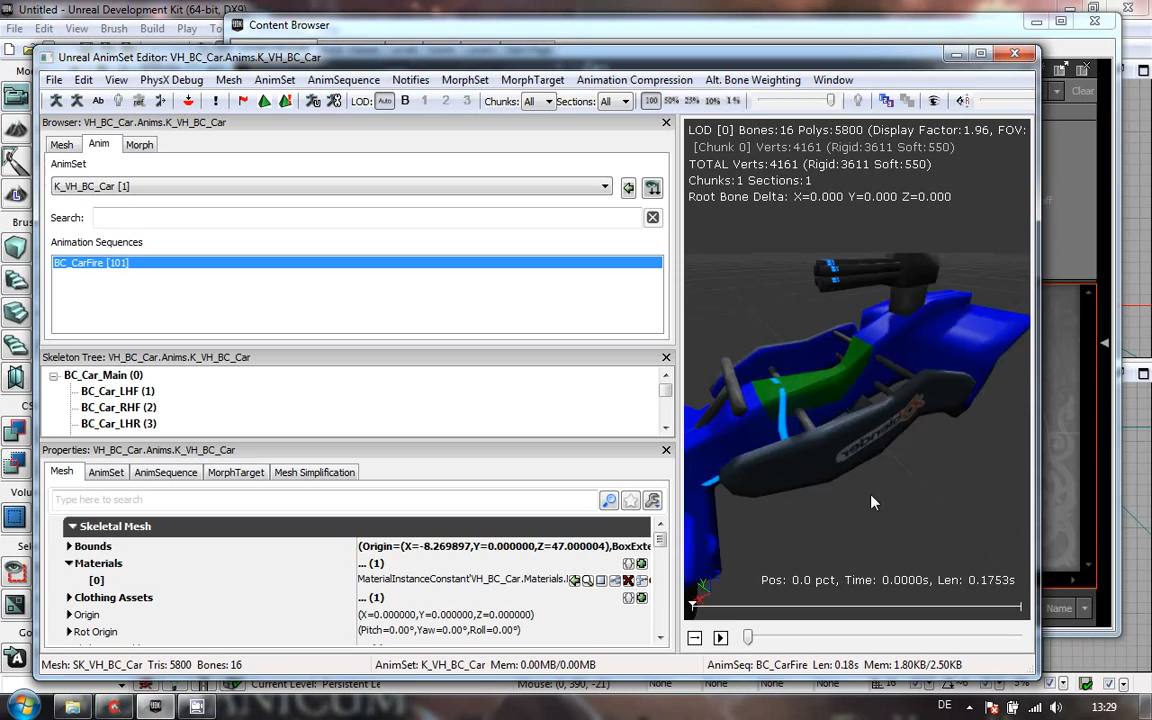 Untitled - Unreal Development Kit (64-bit, DX9)
Content Browser
File Edit View Brush Build Play
Unreal AnimSet Editor: VH_BC_Car.Anims.K_VH_BC_Car
File Edit View PhysX Debug Mesh AnimSet AnimSequence Notifies MorphSet MorphTarget Animation Compression Alt. Bone Weighting Window
LOD: Auto B 1 2 3 Chunks: All Sections: All 100 50% 25% 10% 1%
Clear
Browser: VH_BC_Car.Anims.K_VH_BC_Car
Mesh Anim Morph
AnimSet
K_VH_BC_Car [1]
Search:
Animation Sequences
BC_CarFire [101]
LOD [0] Bones:16 Polys:5800 (Display Factor:1.96, FOV:
[Chunk 0] Verts:4161 (Rigid:3611 Soft:550)
TOTAL Verts:4161 (Rigid:3611 Soft:550)
Chunks:1 Sections:1
Root Bone Delta: X=0.000 Y=0.000 Z=0.000
Skeleton Tree: VH_BC_Car.Anims.K_VH_BC_Car
BC_Car_Main (0)
BC_Car_LHF (1)
BC_Car_RHF (2)
BC_Car_LHR (3)
Properties: VH_BC_Car.Anims.K_VH_BC_Car
Mesh AnimSet AnimSequence MorphTarget Mesh Simplification
Type here to search
Skeletal Mesh
Bounds (Origin=(X=-8.269897,Y=0.000000,Z=47.000004),BoxExte
Materials ... (1)
[0] MaterialInstanceConstant'VH_BC_Car.Materials.
Clothing Assets ... (1)
Origin (X=0.000000,Y=0.000000,Z=0.000000)
Rot Origin (Pitch=0.00°,Yaw=0.00°,Roll=0.00°)
Pos: 0.0 pct, Time: 0.0000s, Len: 0.1753s
Name
Mesh: SK_VH_BC_Car Tris: 5800 Bones: 16 AnimSet: K_VH_BC_Car Mem: 0.00MB/0.00MB AnimSeq: BC_CarFire Len: 0.18s Mem: 1.80KB/2.50KB
Current Level: Persistent Le Mouse: (0, 390, -21) None None None None 16
DE 13:29